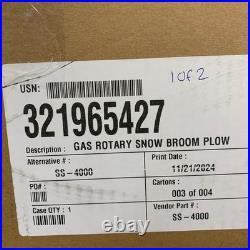 USN:
1 of 2
321965427
Description : GAS ROTARY SNOW BROOM PLOW
Alternative # :
SS-4000
Print Date :
11/21/2024
PO# :
Cartons :
003 of 004
Case QTY : 1
Vendor Part # :
SS-4000